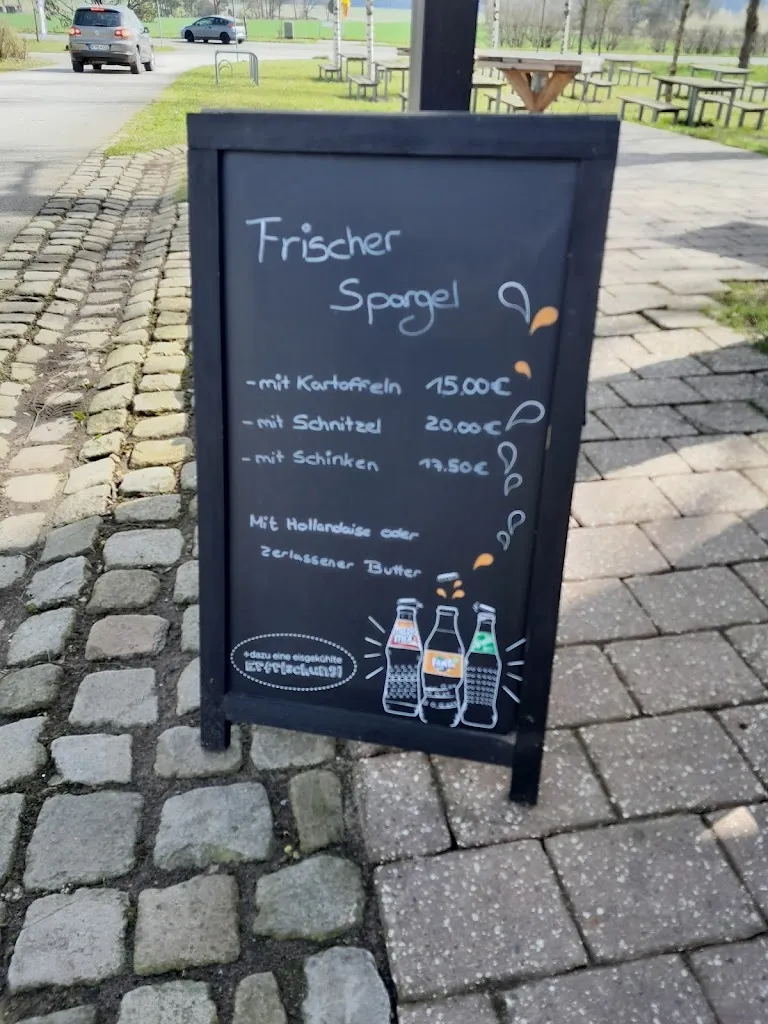 Frischer
Spargel
- mit Kartoffeln 15.00€
- mit Schnitzel 20.00€
- mit Schinken 17.50€
Mit Hollandaise oder
zerlassener Butter
+dazu eine eisgekühlte
Erfrischung!
Fanta